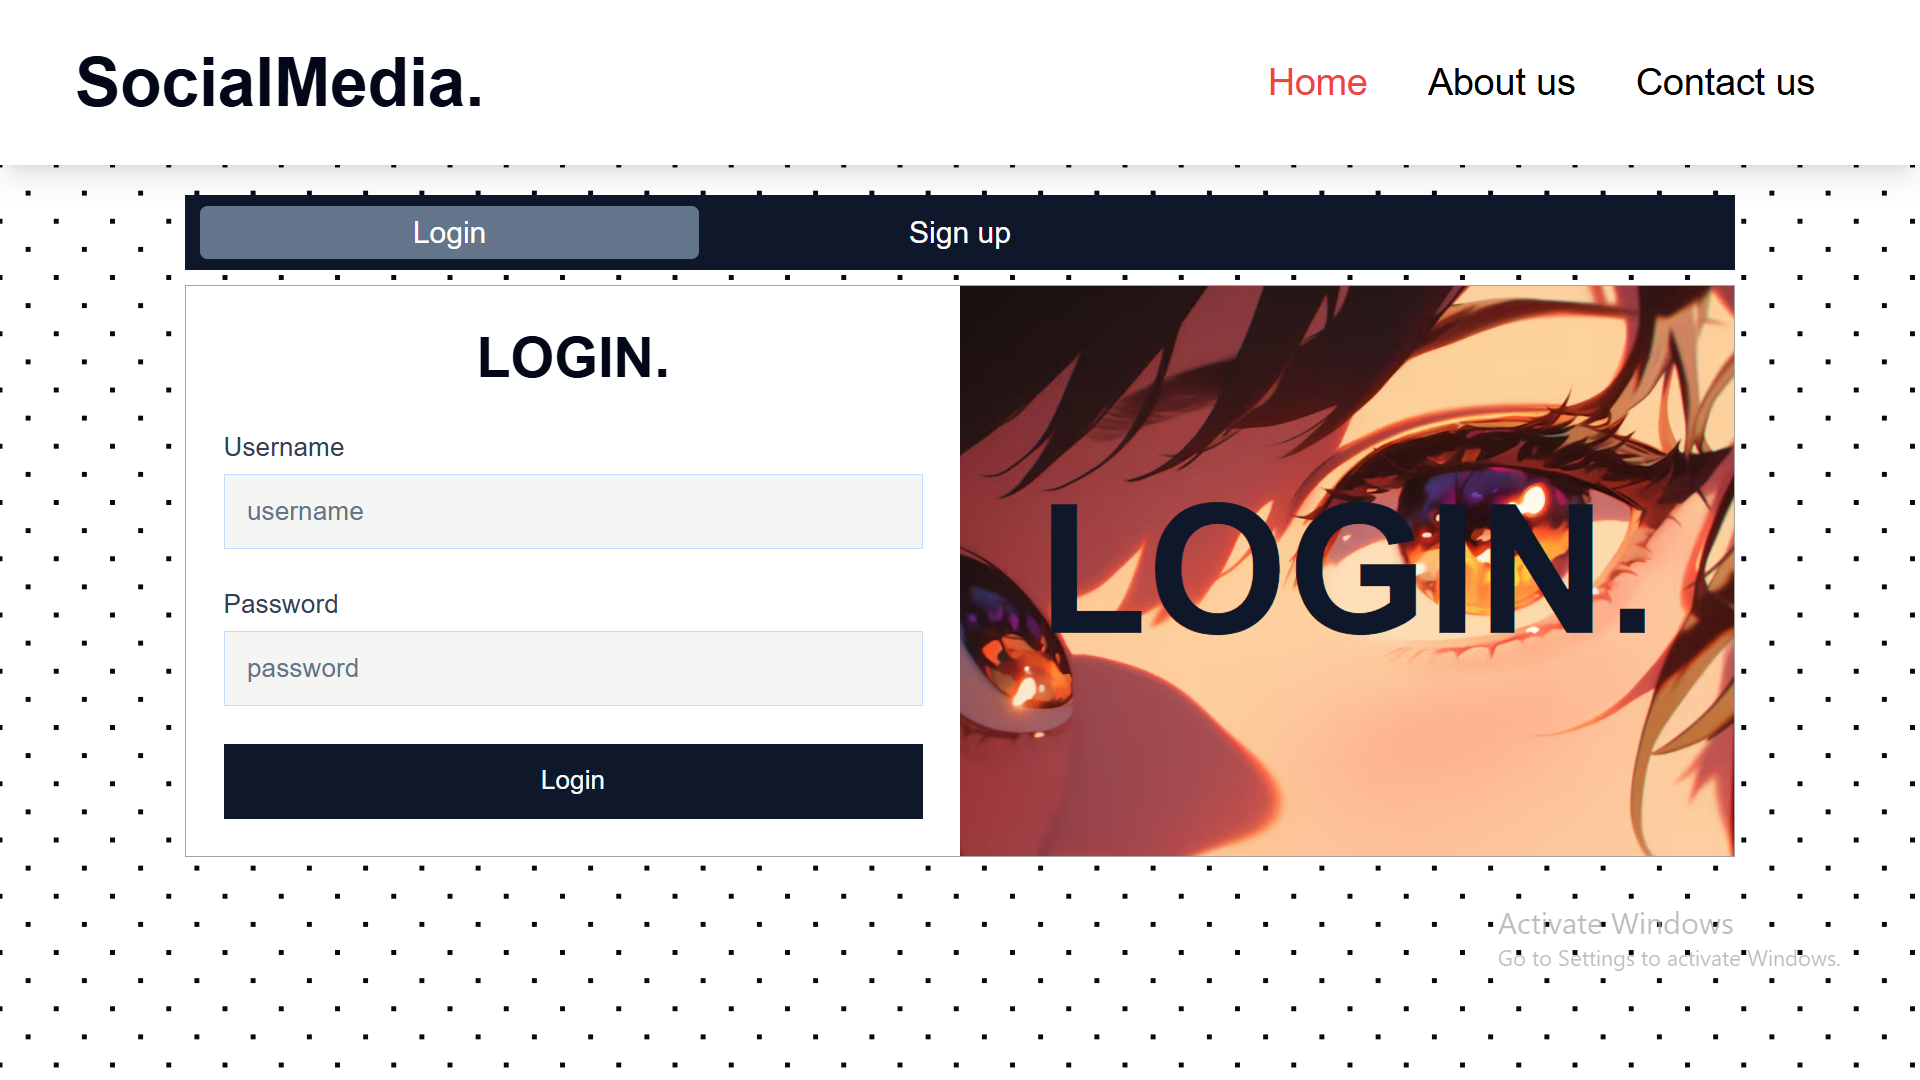 SocialMedia.
Home About us Contact us
Login Sign up
LOGIN.
Username
username
Password
password
Login
LOGIN.
Activate Windows
Go to Settings to activate Windows.